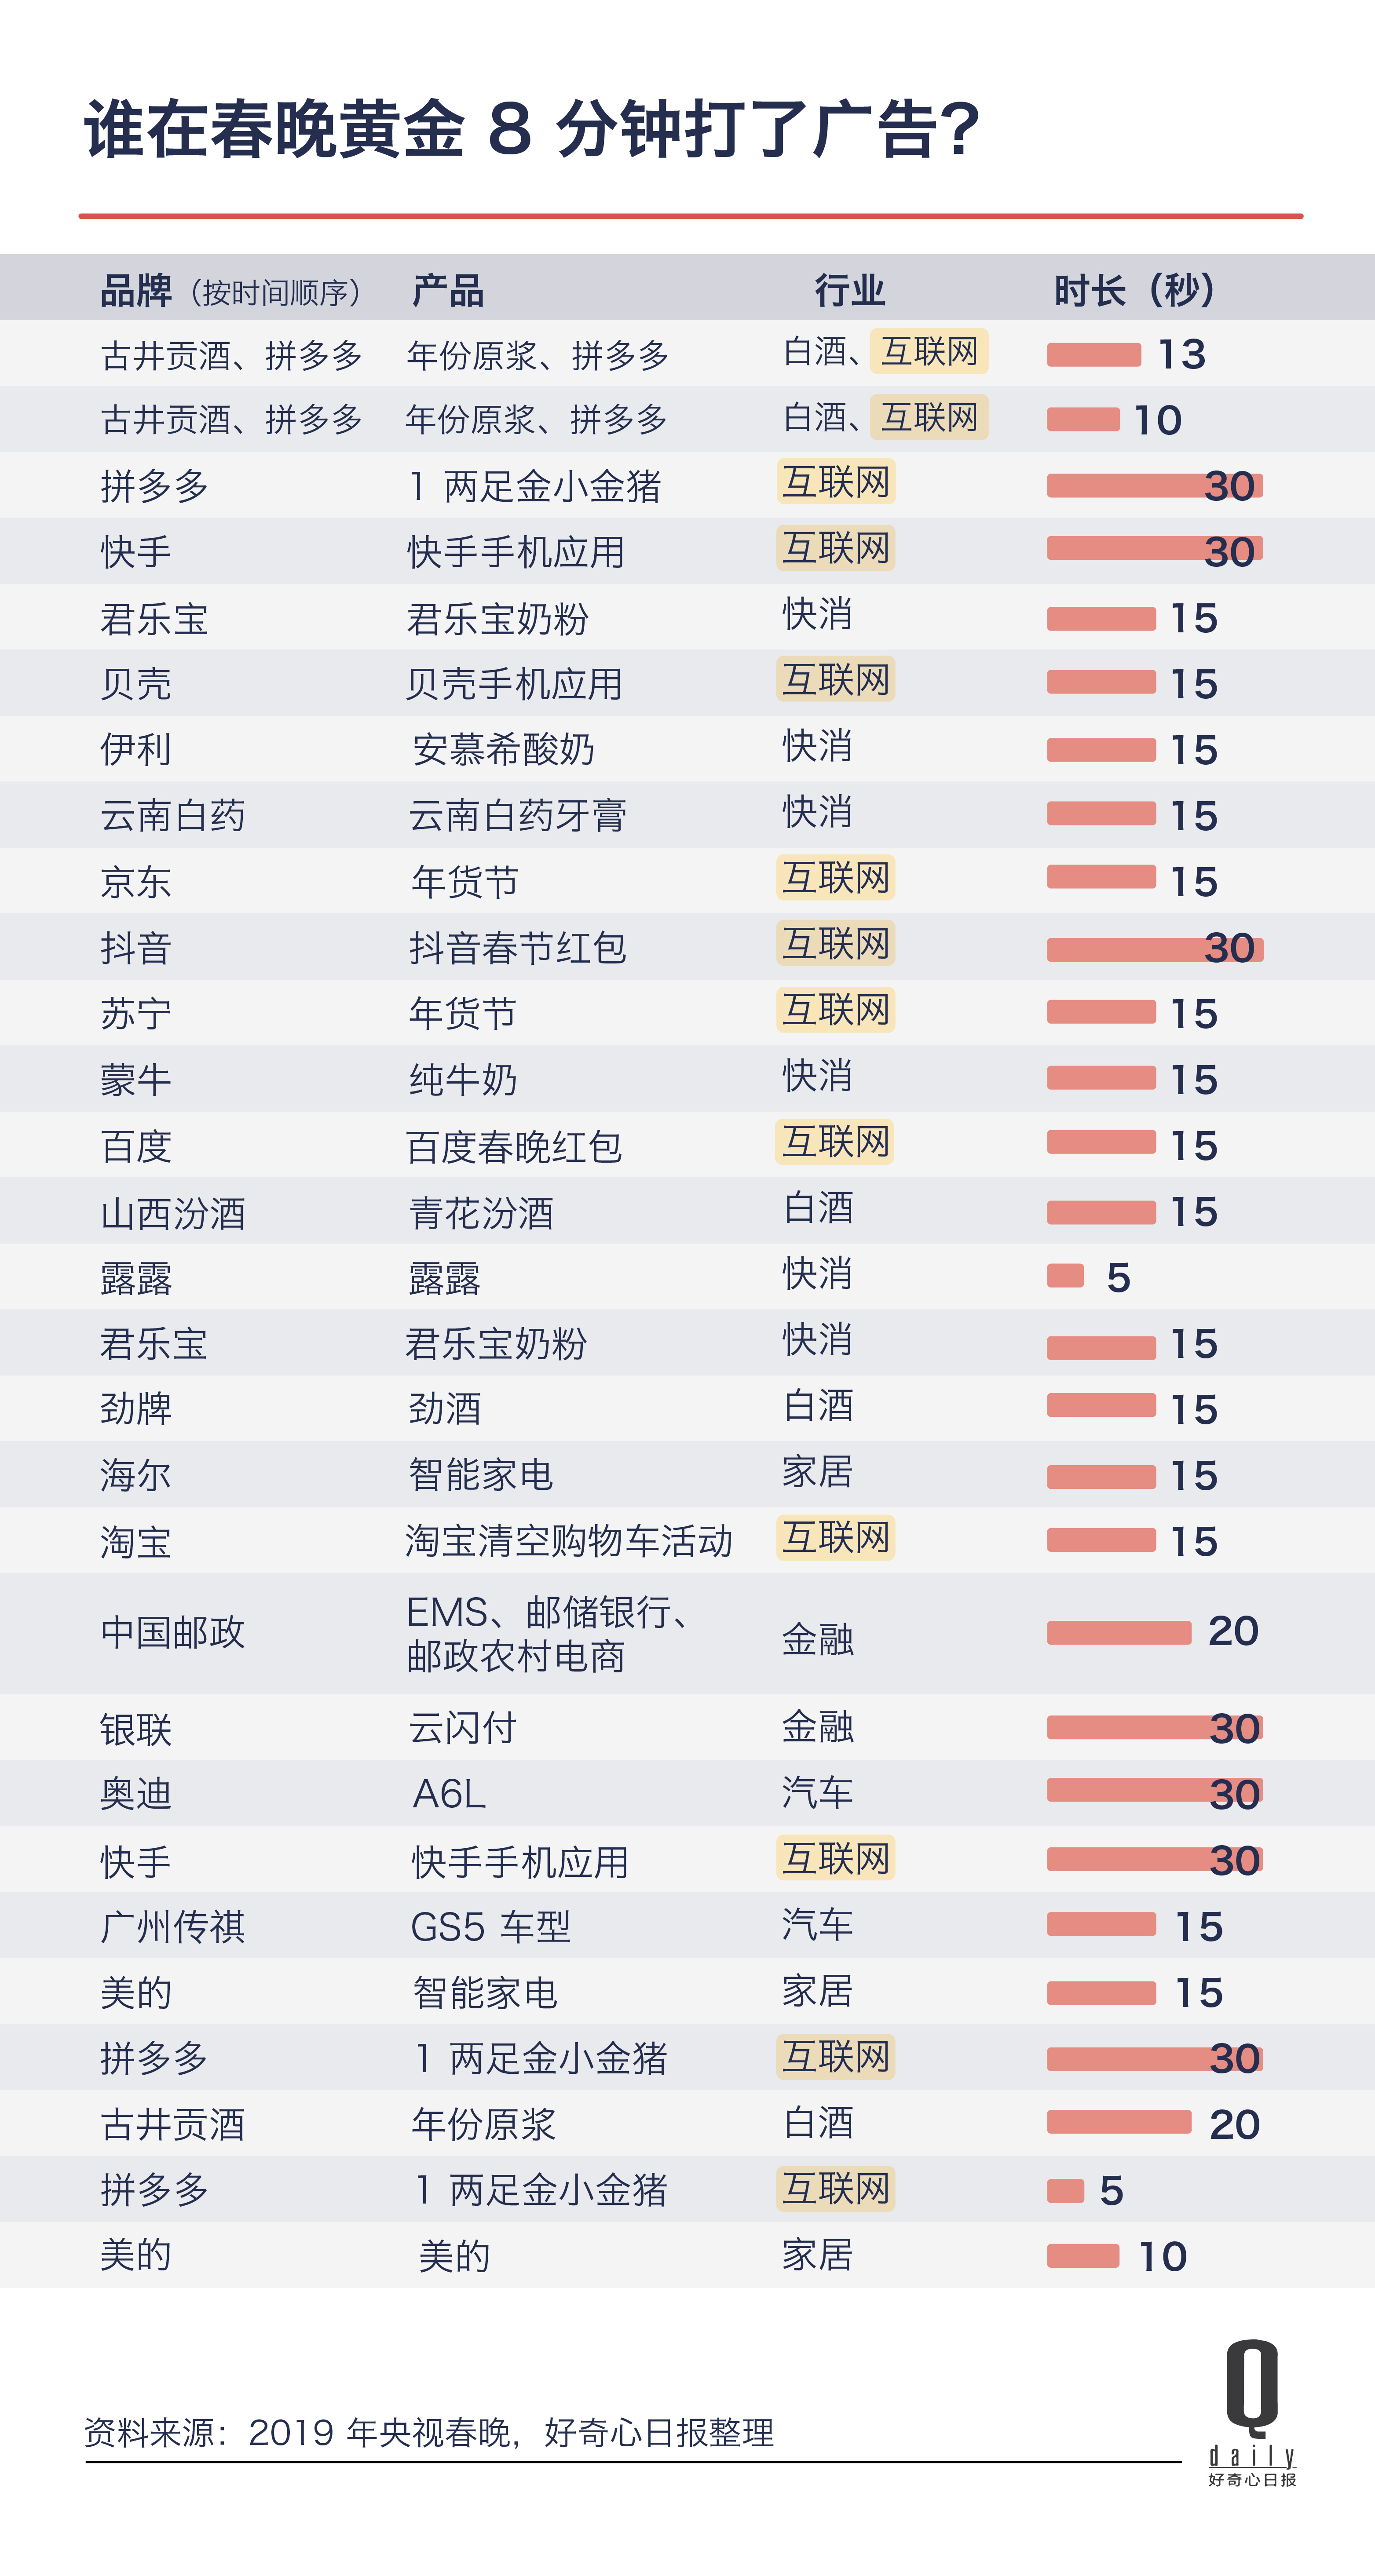 谁在春晚黄金 8 分钟打了广告?
品牌（按时间顺序） 产品 行业 时长（秒）
古井贡酒、拼多多 年份原浆、拼多多 白酒、互联网 13
古井贡酒、拼多多 年份原浆、拼多多 白酒、互联网 10
拼多多 1 两足金小金猪 互联网 30
快手 快手手机应用 互联网 30
君乐宝 君乐宝奶粉 快消 15
贝壳 贝壳手机应用 互联网 15
伊利 安慕希酸奶 快消 15
云南白药 云南白药牙膏 快消 15
京东 年货节 互联网 15
抖音 抖音春节红包 互联网 30
苏宁 年货节 互联网 15
蒙牛 纯牛奶 快消 15
百度 百度春晚红包 互联网 15
山西汾酒 青花汾酒 白酒 15
露露 露露 快消 5
君乐宝 君乐宝奶粉 快消 15
劲牌 劲酒 白酒 15
海尔 智能家电 家居 15
淘宝 淘宝清空购物车活动 互联网 15
中国邮政 EMS、邮储银行、
邮政农村电商 金融 20
银联 云闪付 金融 30
奥迪 A6L 汽车 30
快手 快手手机应用 互联网 30
广州传祺 GS5 车型 汽车 15
美的 智能家电 家居 15
拼多多 1 两足金小金猪 互联网 30
古井贡酒 年份原浆 白酒 20
拼多多 1 两足金小金猪 互联网 5
美的 美的 家居 10
资料来源：2019 年央视春晚，好奇心日报整理
Q
daily
好奇心日报